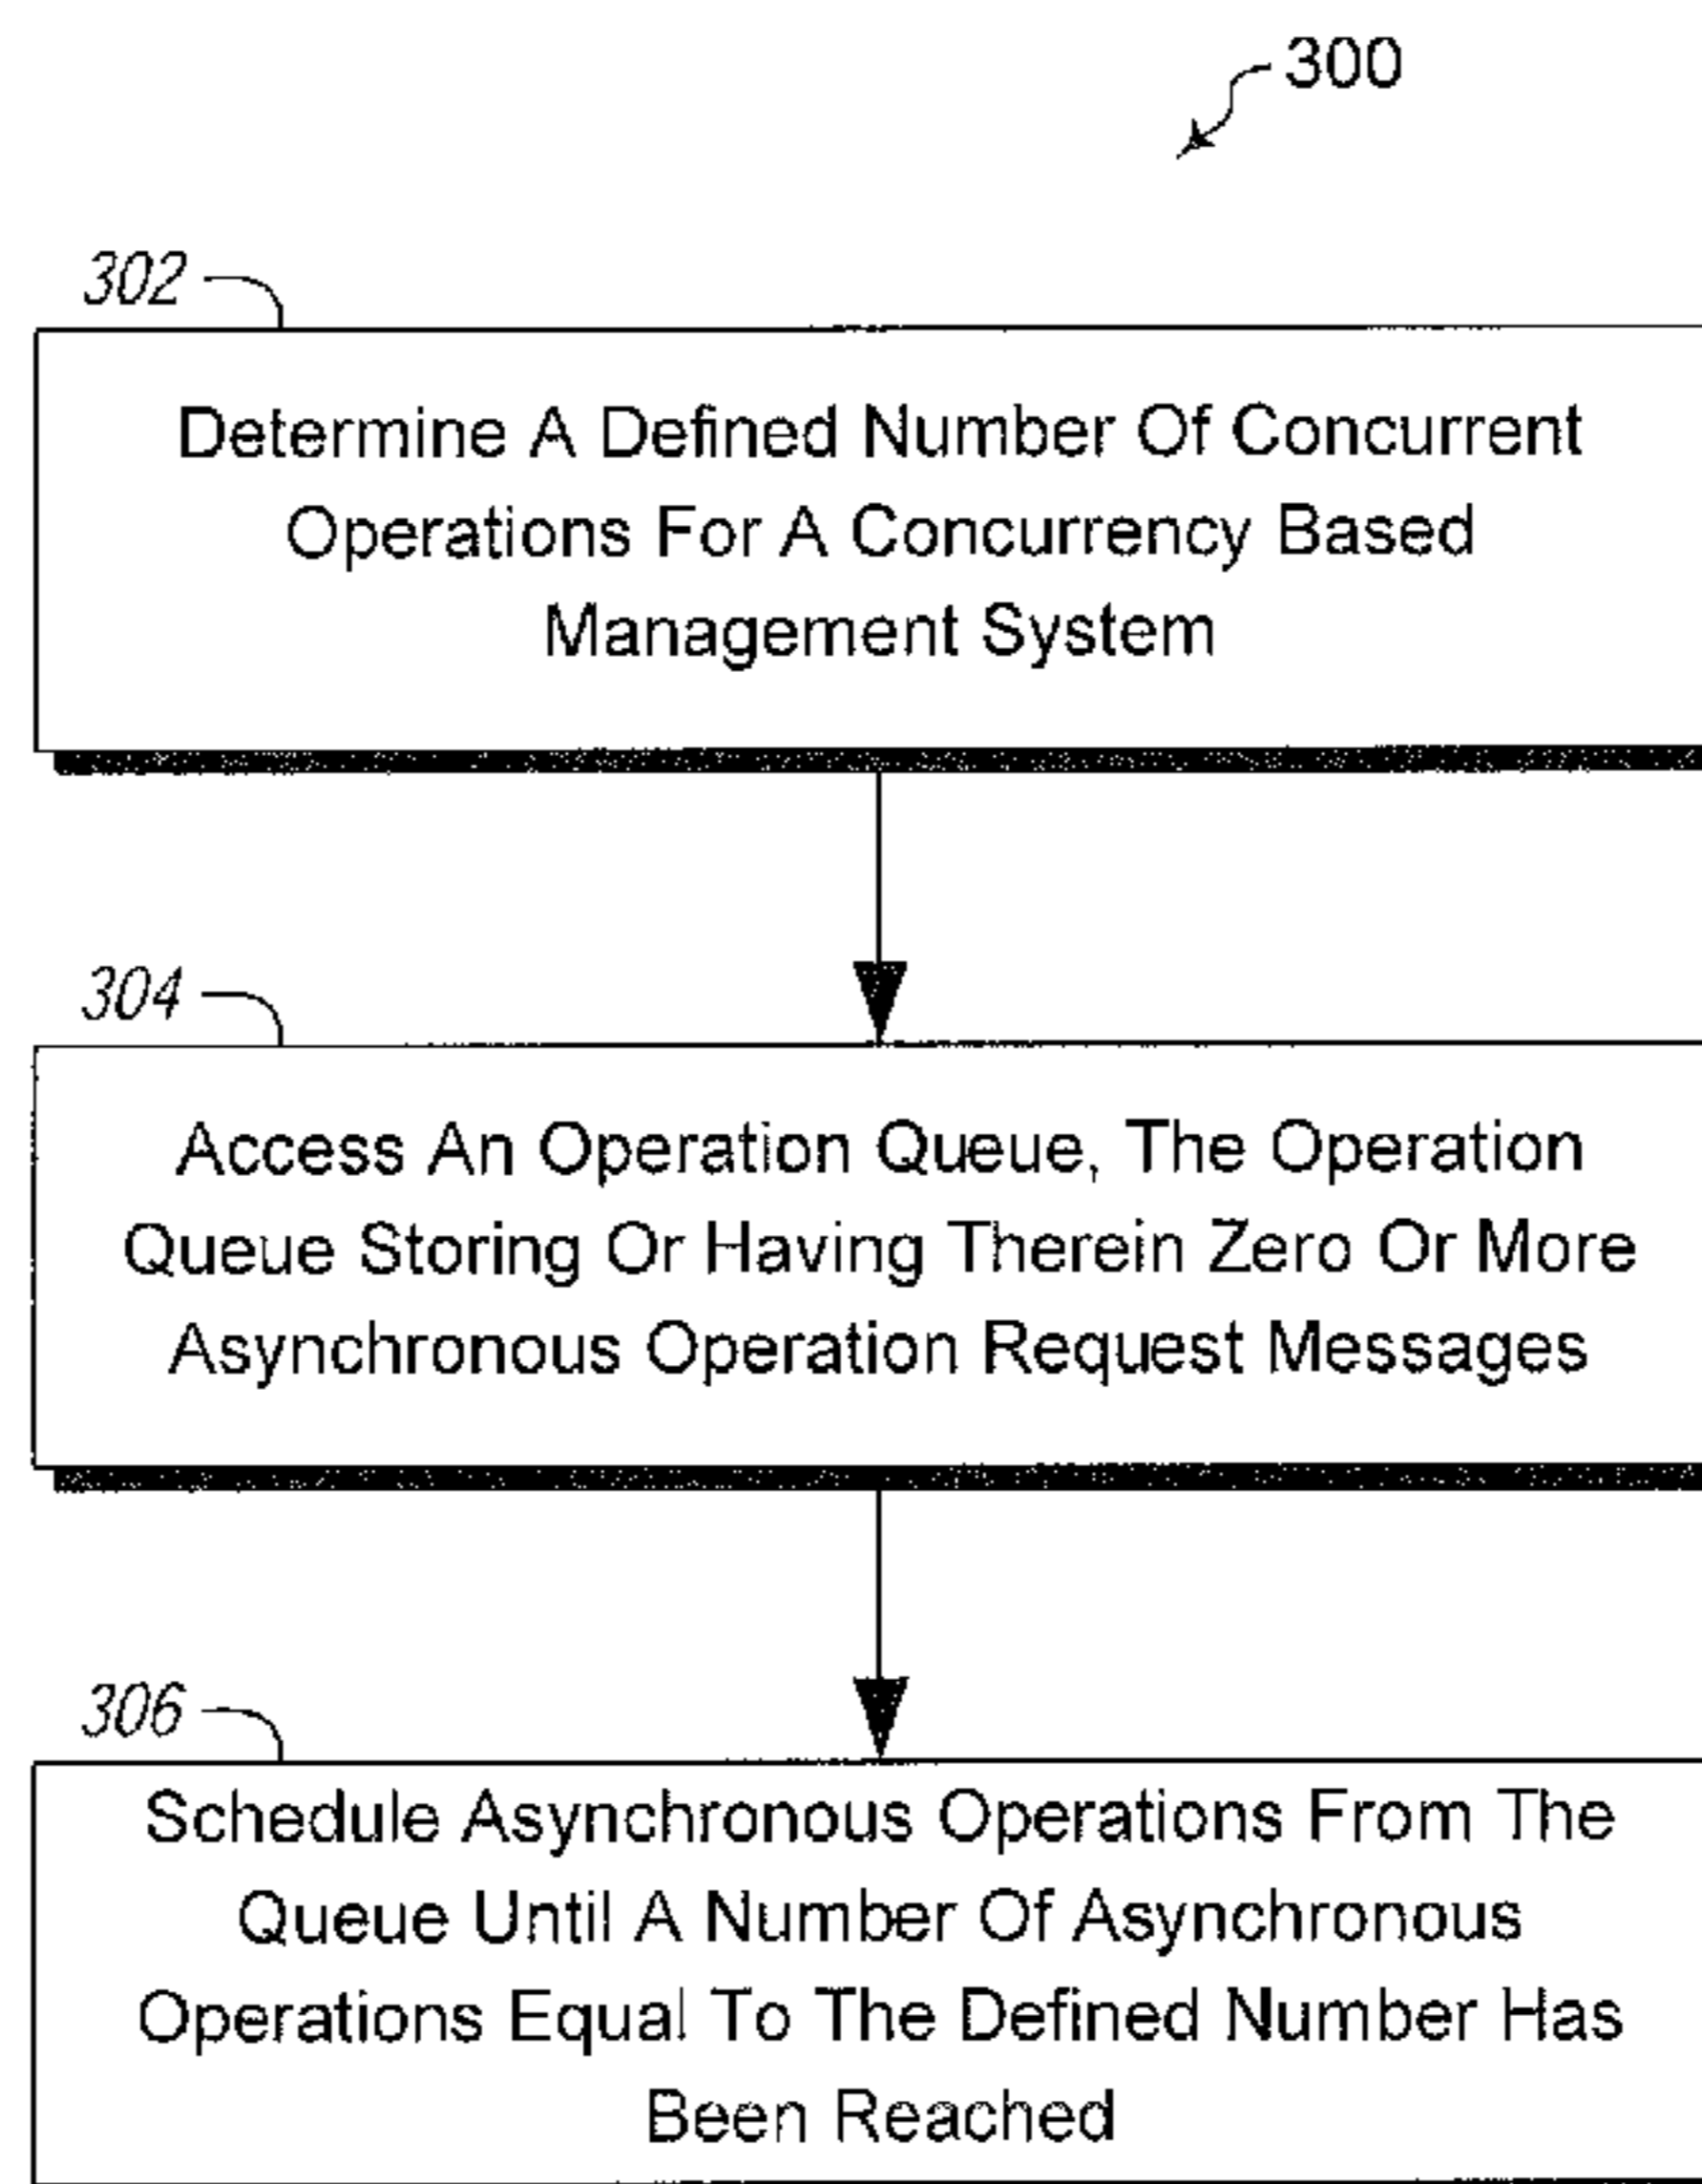 300
302
Determine A Defined Number Of Concurrent
Operations For A Concurrency Based
Management System
304
Access An Operation Queue, The Operation
Queue Storing Or Having Therein Zero Or More
Asynchronous Operation Request Messages
306
Schedule Asynchronous Operations From The
Queue Until A Number Of Asynchronous
Operations Equal To The Defined Number Has
Been Reached